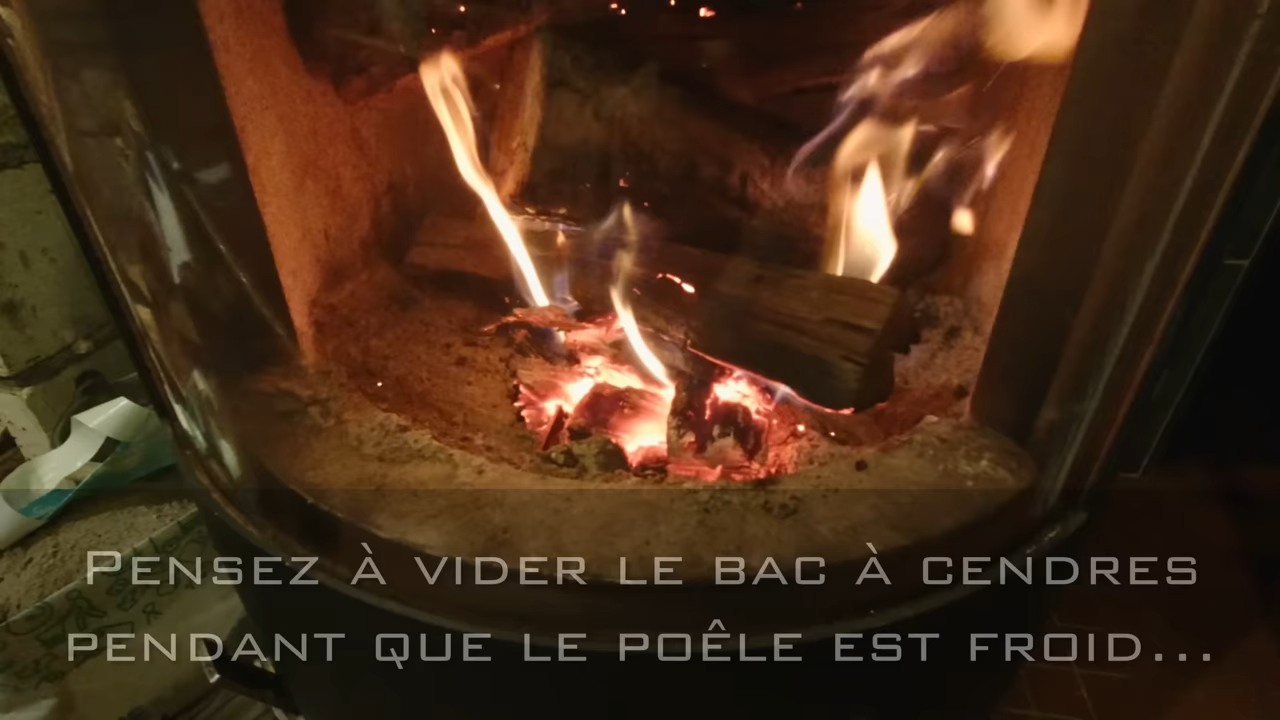 Pensez à vider le bac à cendres
pendant que le poêle est froid...